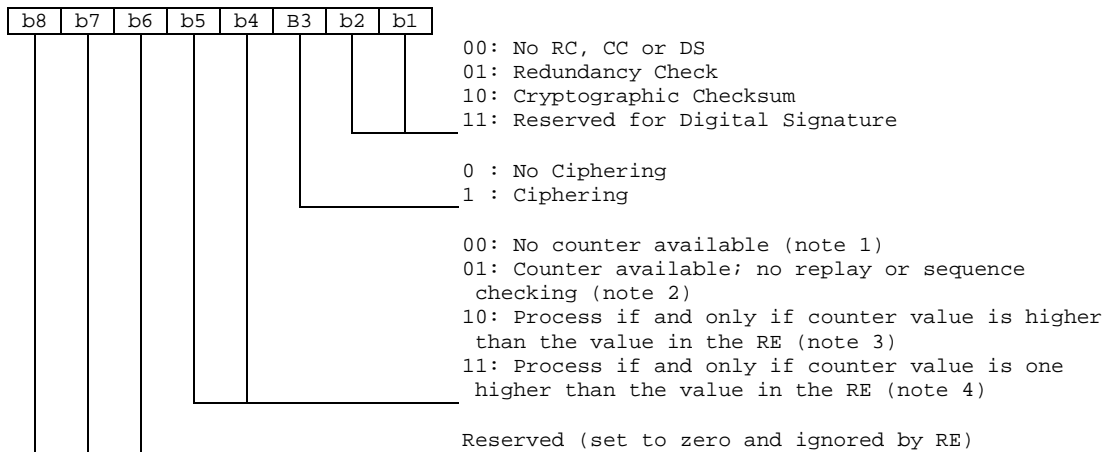 b8 b7 b6 b5 b4 B3 b2 b1
00: No RC, CC or DS
01: Redundancy Check
10: Cryptographic Checksum
11: Reserved for Digital Signature
0 : No Ciphering
1 : Ciphering
00: No counter available (note 1)
01: Counter available; no replay or sequence
checking (note 2)
10: Process if and only if counter value is higher
than the value in the RE (note 3)
11: Process if and only if counter value is one
higher than the value in the RE (note 4)
Reserved (set to zero and ignored by RE)